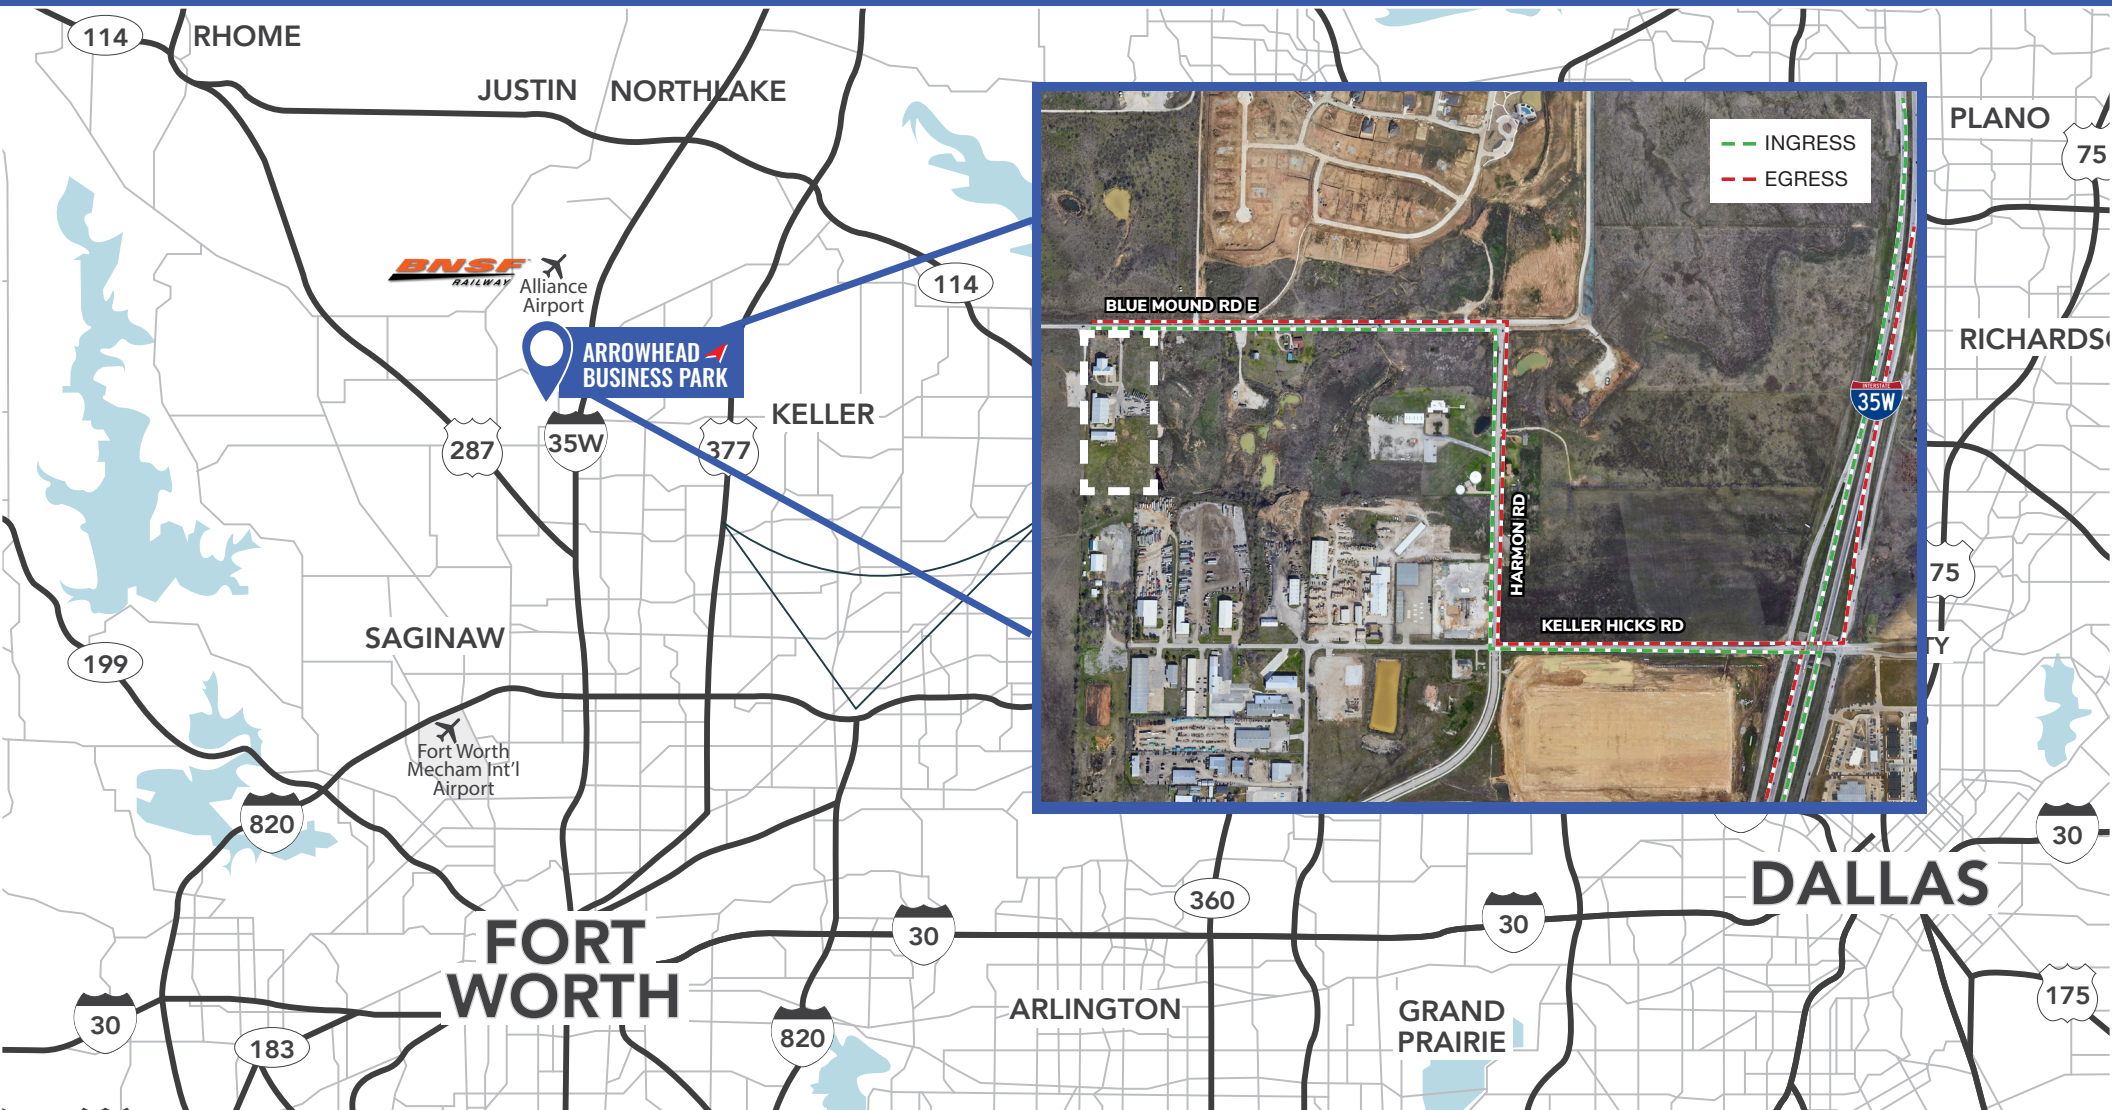 114
RHOME
JUSTIN
NORTHLAKE
PLANO
75
INGRESS
EGRESS
BNSF
RAILWAY
Alliance
Airport
114
BLUE MOUND RD E
ARROWHEAD
BUSINESS PARK
RICHARDS
INTERSTATE
35W
KELLER
287
35W
377
HARMON RD
75
KELLER HICKS RD
TY
SAGINAW
199
Fort Worth
Mecham Int'l
Airport
820
30
DALLAS
360
30
30
FORT
WORTH
ARLINGTON
GRAND
PRAIRIE
175
30
183
820